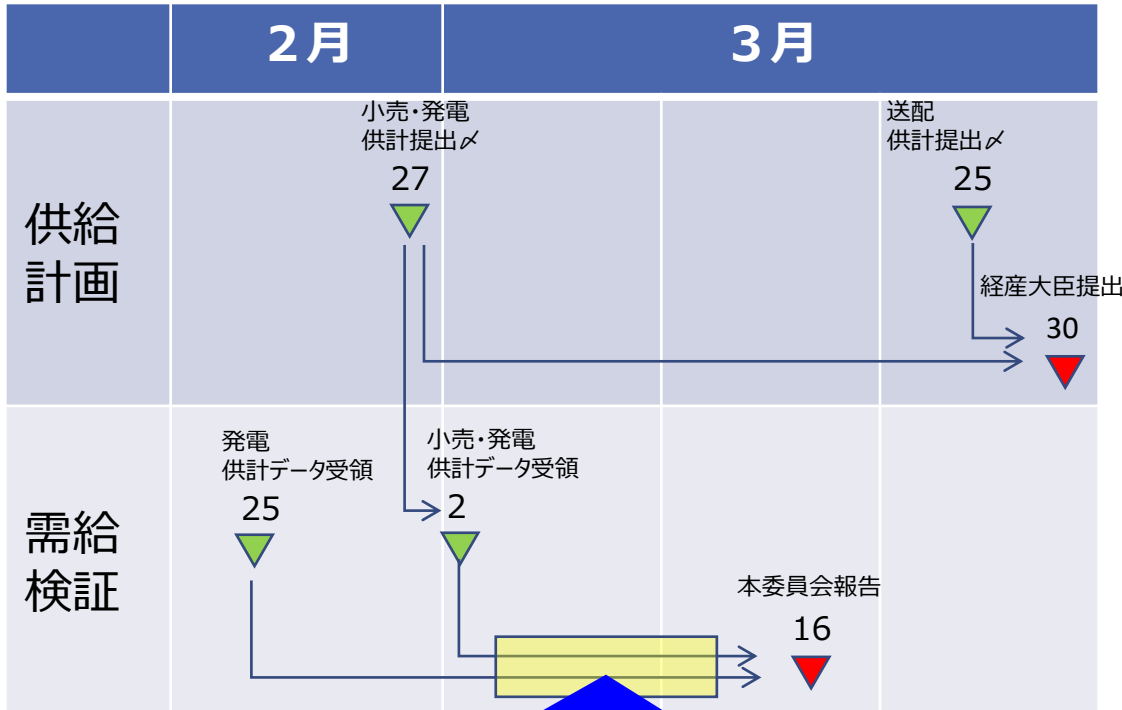 2月
3月
供給
計画
小売・発電
供計提出〆
27
送配
供計提出〆
25
経産大臣提出
30
需給
検証
発電
供計データ受領
25
小売・発電
供計データ受領
2
本委員会報告
16